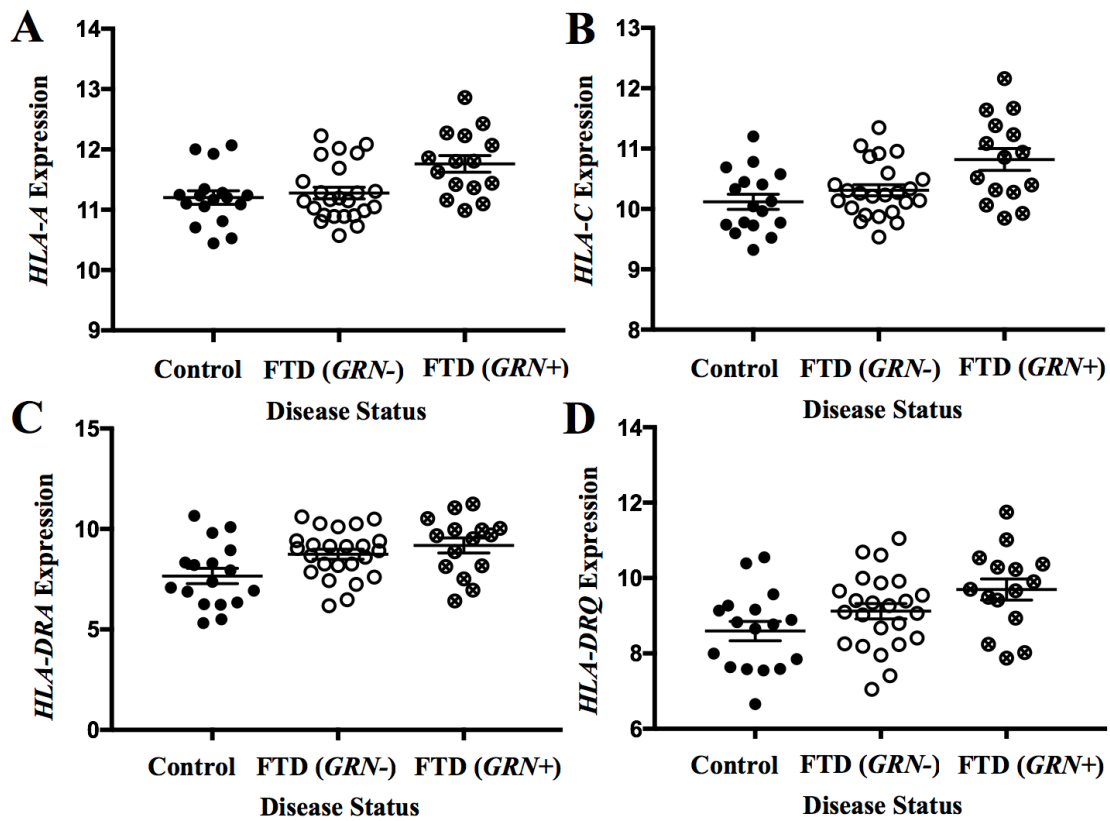 A
HLA-A Expression
14
13
12
11
10
9
Control FTD (GRN-) FTD (GRN+)
Disease Status
B
HLA-C Expression
13
12
11
10
9
8
Control FTD (GRN-) FTD (GRN+)
Disease Status
C
HLA-DRA Expression
15
10
5
0
Control FTD (GRN-) FTD (GRN+)
Disease Status
D
HLA-DRQ Expression
14
12
10
8
6
Control FTD (GRN-) FTD (GRN+)
Disease Status